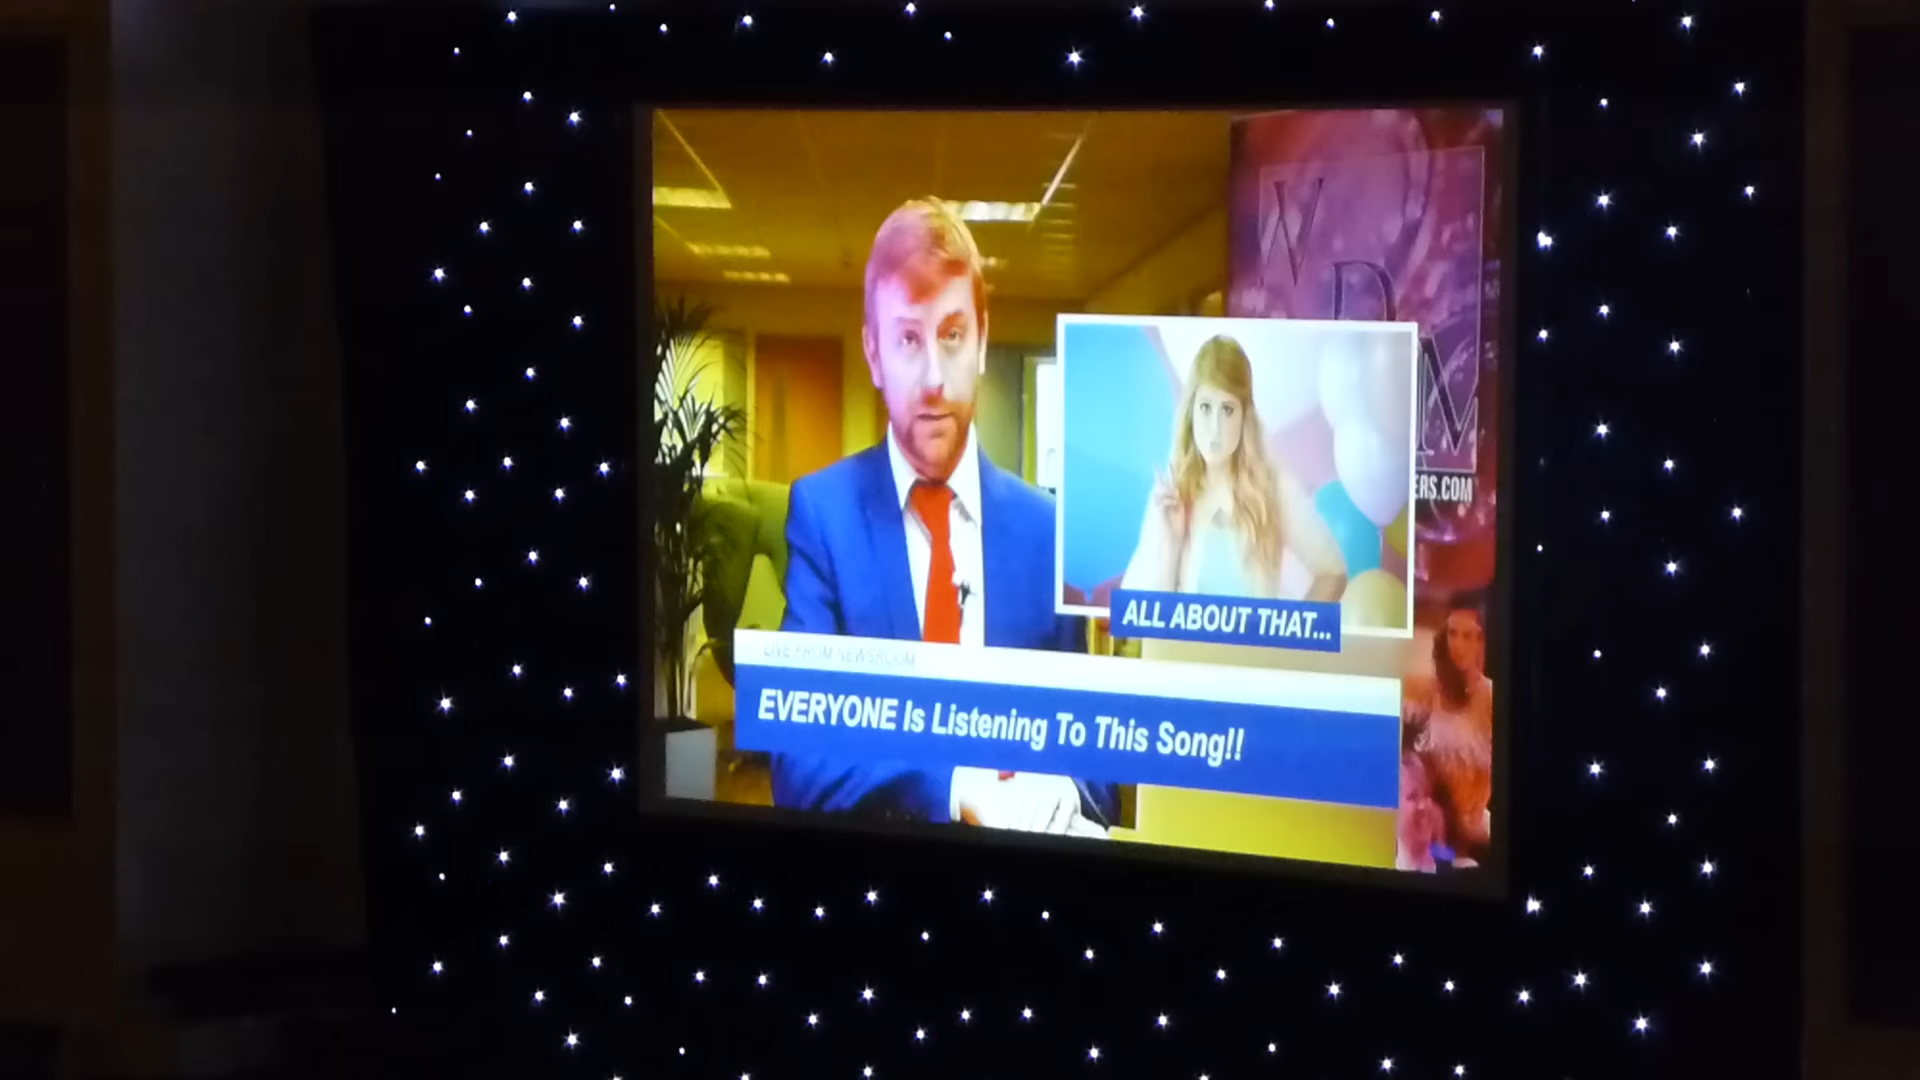 W
D
M
ERS.COM
ALL ABOUT THAT...
LIVE FROM NEWSROOM
EVERYONE Is Listening To This Song!!